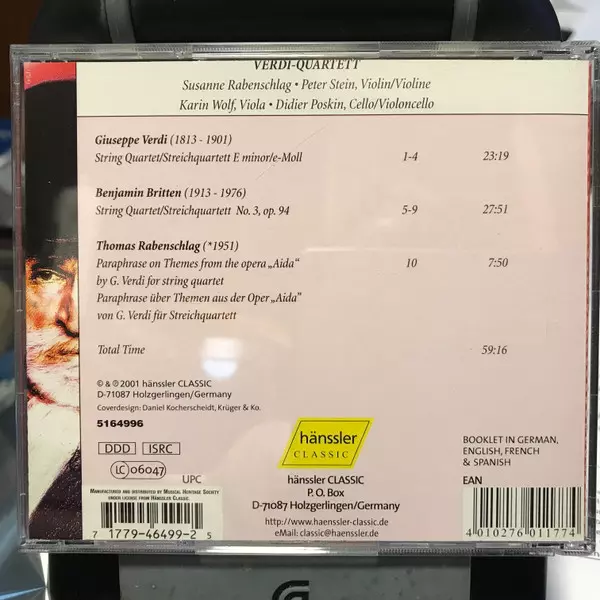 VERDI-QUARTETT
Susanne Rabenschlag • Peter Stein, Violin/Violine
Karin Wolf, Viola • Didier Poskin, Cello/Violoncello
Giuseppe Verdi (1813 - 1901)
String Quartet/Streichquartett E minor/e-Moll 1-4 23:19
Benjamin Britten (1913 - 1976)
String Quartet/Streichquartett No. 3, op. 94 5-9 27:51
Thomas Rabenschlag (*1951)
Paraphrase on Themes from the opera „Aida“ 10 7:50
by G. Verdi for string quartet
Paraphrase über Themen aus der Oper „Aida”
von G. Verdi für Streichquartett
Total Time 59:16
© & ℗ 2001 hänssler CLASSIC
D-71087 Holzgerlingen/Germany
Coverdesign: Daniel Kocherscheidt, Krüger & Ko.
5164996
DDD ISRC
LC 06047
UPC
MANUFACTURED AND DISTRIBUTED BY MUSICAL HERITAGE SOCIETY
UNDER LICENSE FROM HÄNSSLER CLASSIC.
7 17794-6499-2 5
hänssler
CLASSIC
hänssler CLASSIC
P. O. Box
D-71087 Holzgerlingen/Germany
http://www.haenssler-classic.de
eMail: classic@haenssler.de
BOOKLET IN GERMAN,
ENGLISH, FRENCH
& SPANISH
EAN
4 010276 011774